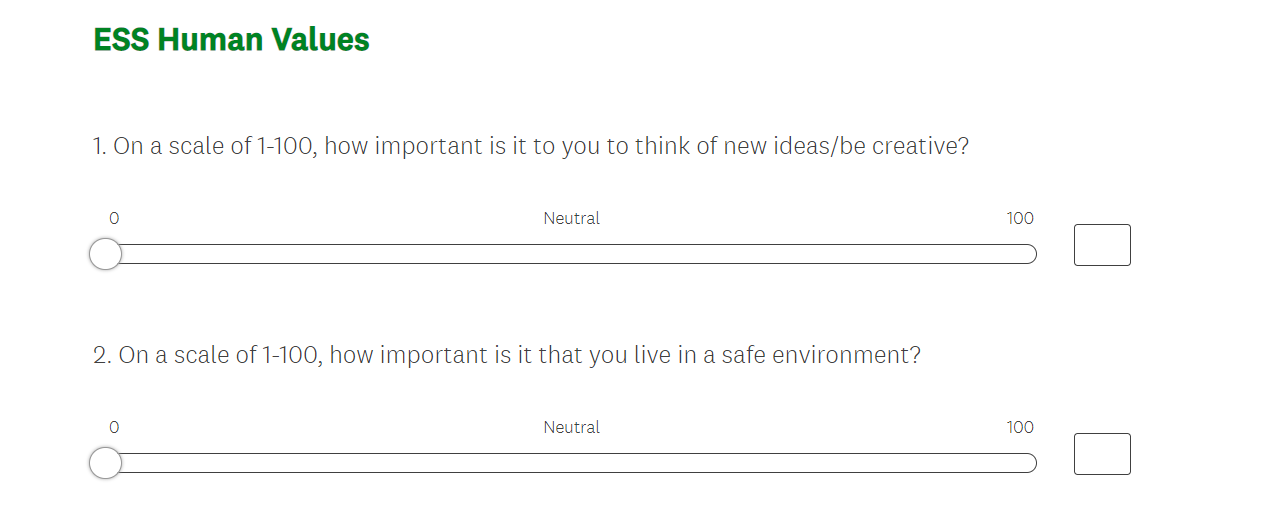 ESS Human Values
1. On a scale of 1-100, how important is it to you to think of new ideas/be creative?
0 Neutral 100
2. On a scale of 1-100, how important is it that you live in a safe environment?
0 Neutral 100